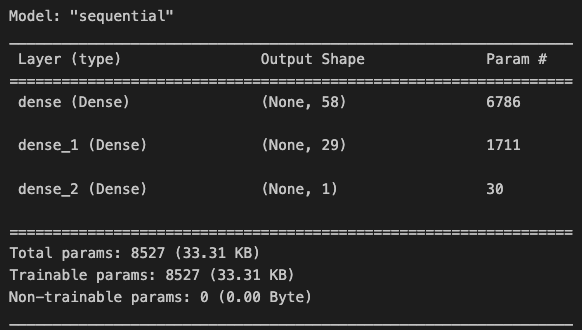 Model: "sequential"
_________________________________________________________________
Layer (type) Output Shape Param #
=================================================================
dense (Dense) (None, 58) 6786
dense_1 (Dense) (None, 29) 1711
dense_2 (Dense) (None, 1) 30
=================================================================
Total params: 8527 (33.31 KB)
Trainable params: 8527 (33.31 KB)
Non-trainable params: 0 (0.00 Byte)
_________________________________________________________________